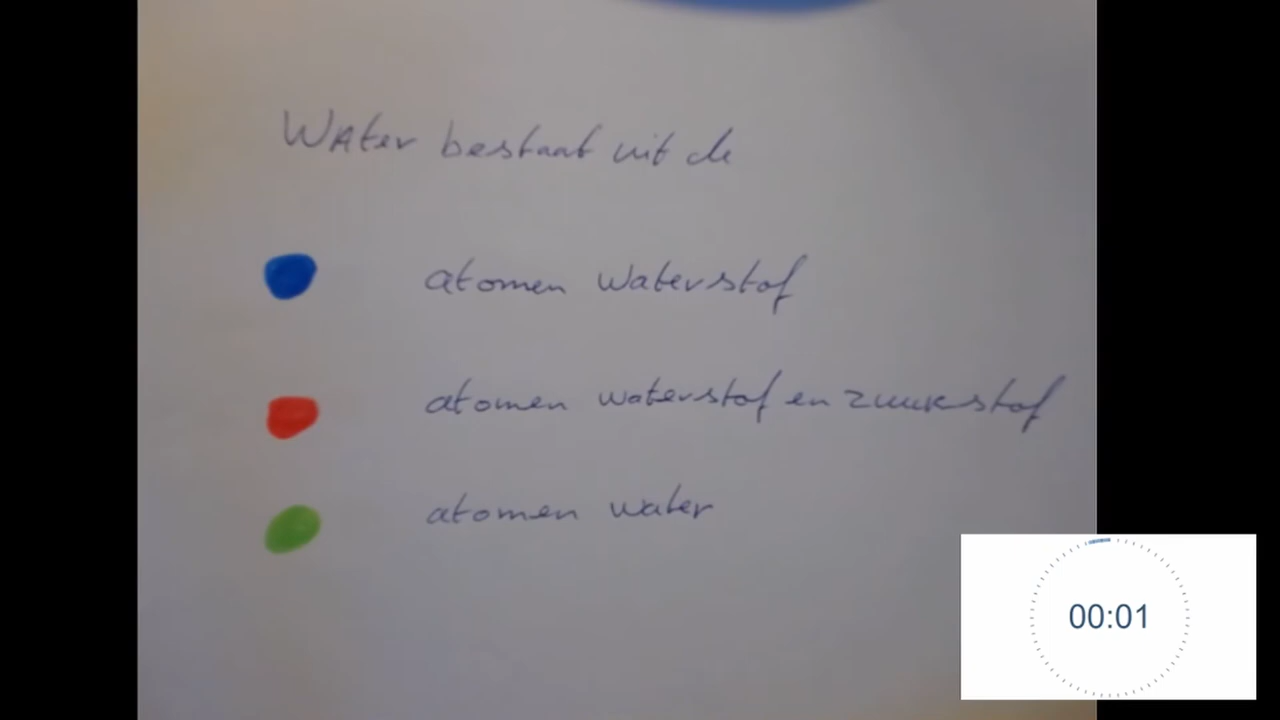 Water bestaat uit de
atomen waterstof
atomen waterstof en zuurstof
atomen water
00:01